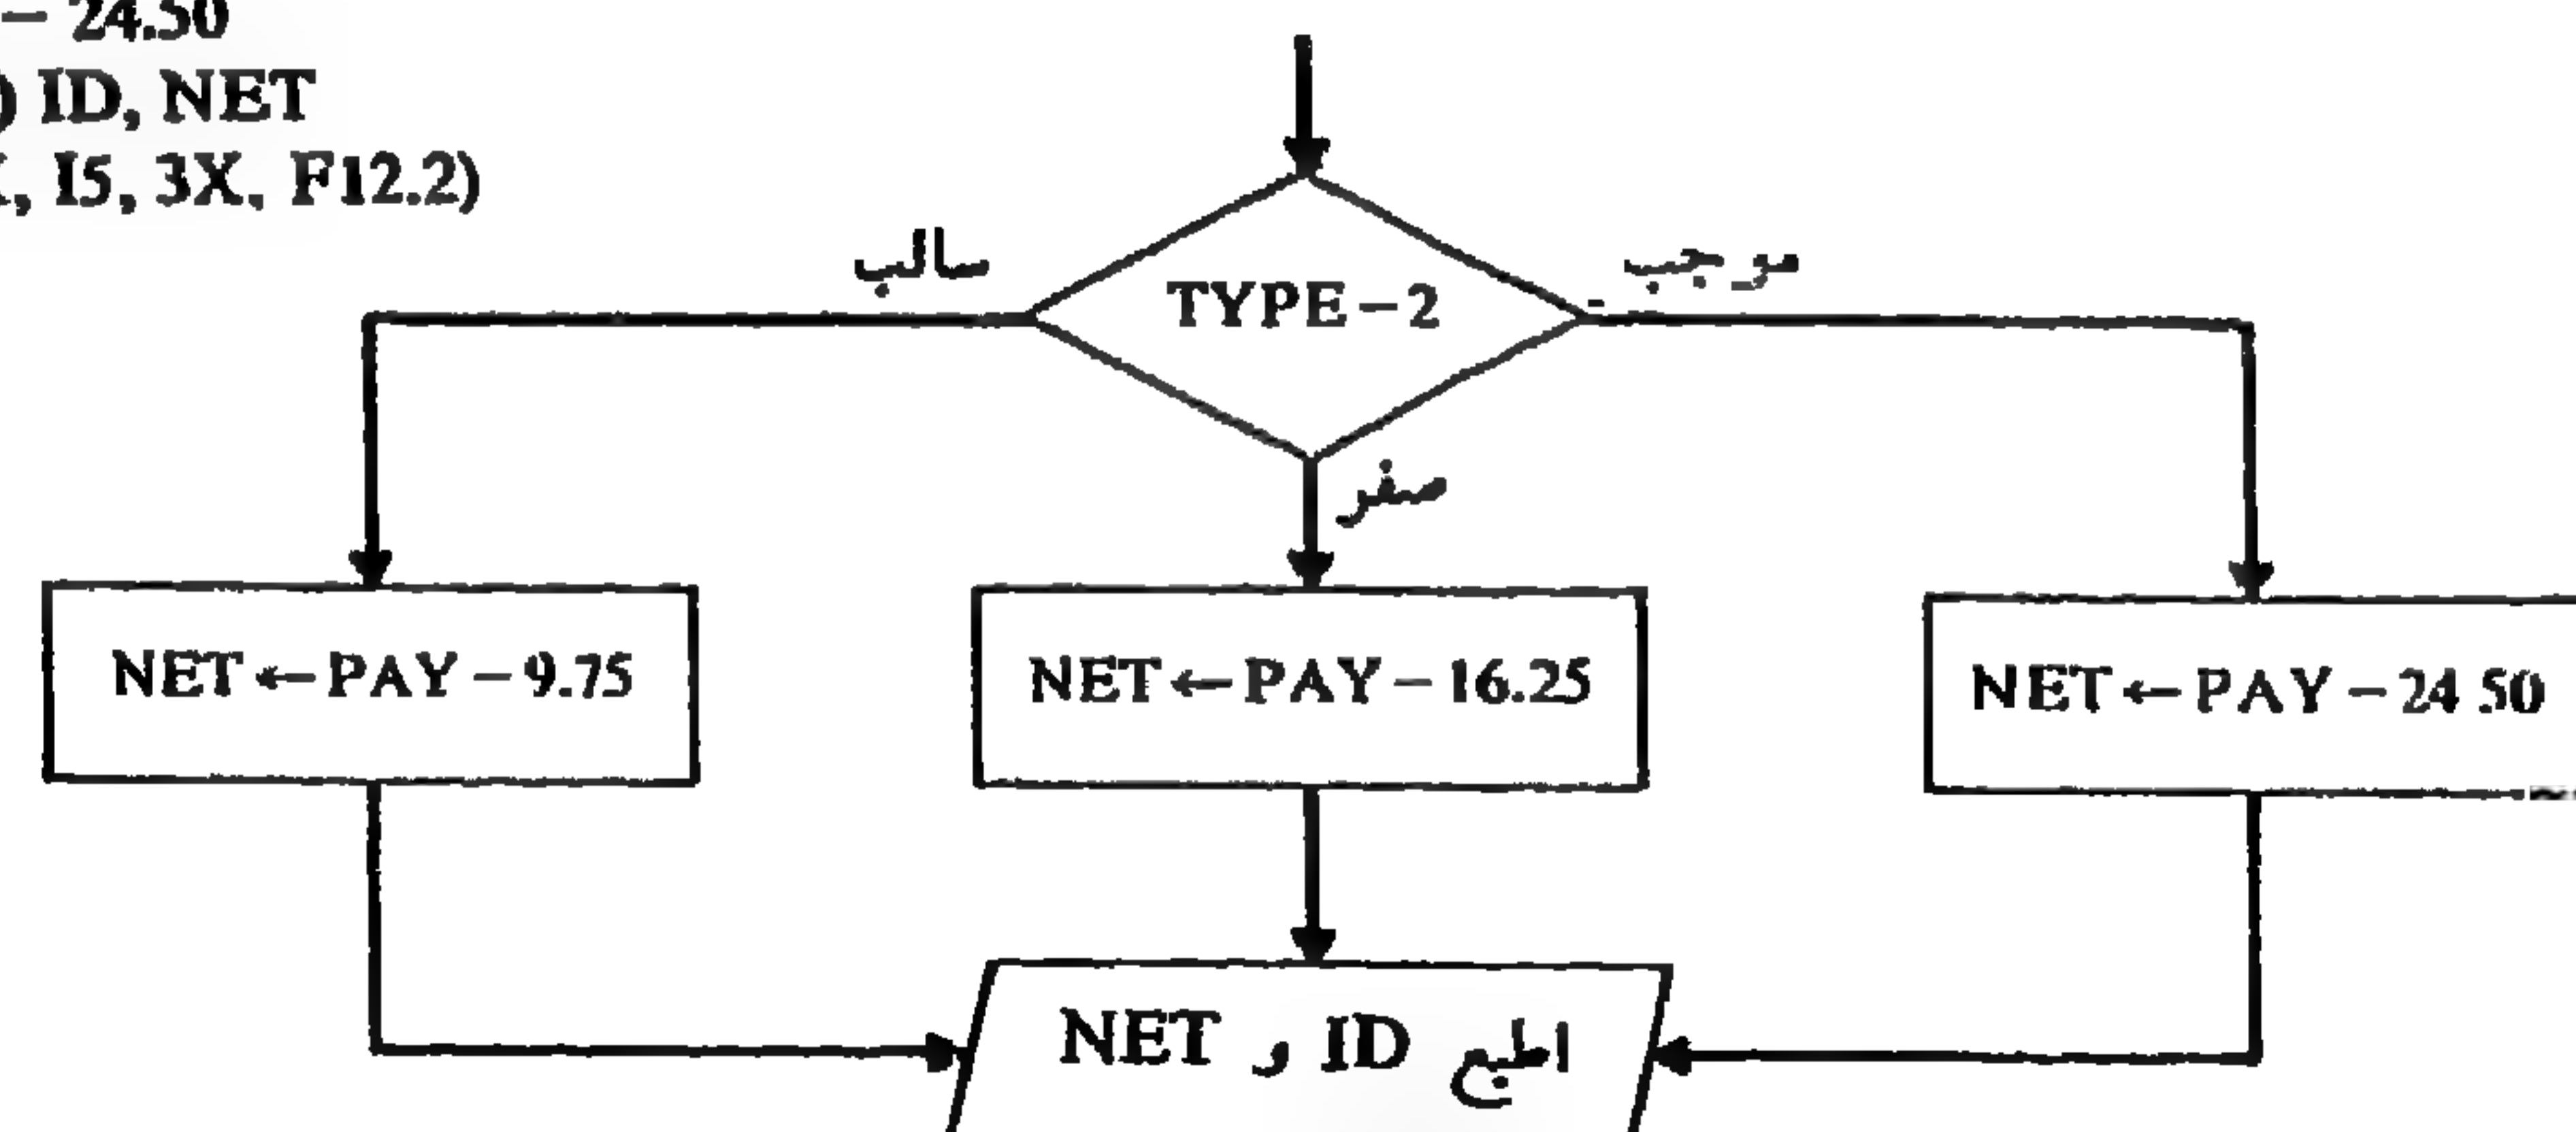 – 24.50
) ID, NET
, I5, 3X, F12.2)
سالب
موجب
TYPE – 2
صفر
NET ← PAY – 9.75
NET ← PAY – 16.25
NET ← PAY – 24 50
اطبع ID و NET